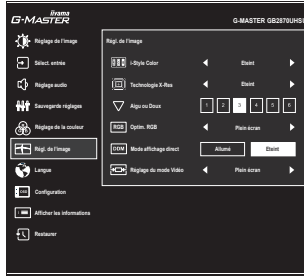 iiyama
G-MASTER
G-MASTER GB2870UHSU
Réglage de l'image
Sélect. entrée
Réglage audio
Sauvegarde réglages
Réglage de la couleur
Régl. de l'image
Langue
OSD Configuration
Afficher les informations
Restaurer
Régl. de l'image
i-Style Color Eteint
Technologie X-Res Eteint
Aigu ou Doux 1 2 3 4 5 6
RGB Optim. RGB Plein écran
DDM Mode affichage direct Allumé Eteint
Réglage du mode Vidéo Plein écran